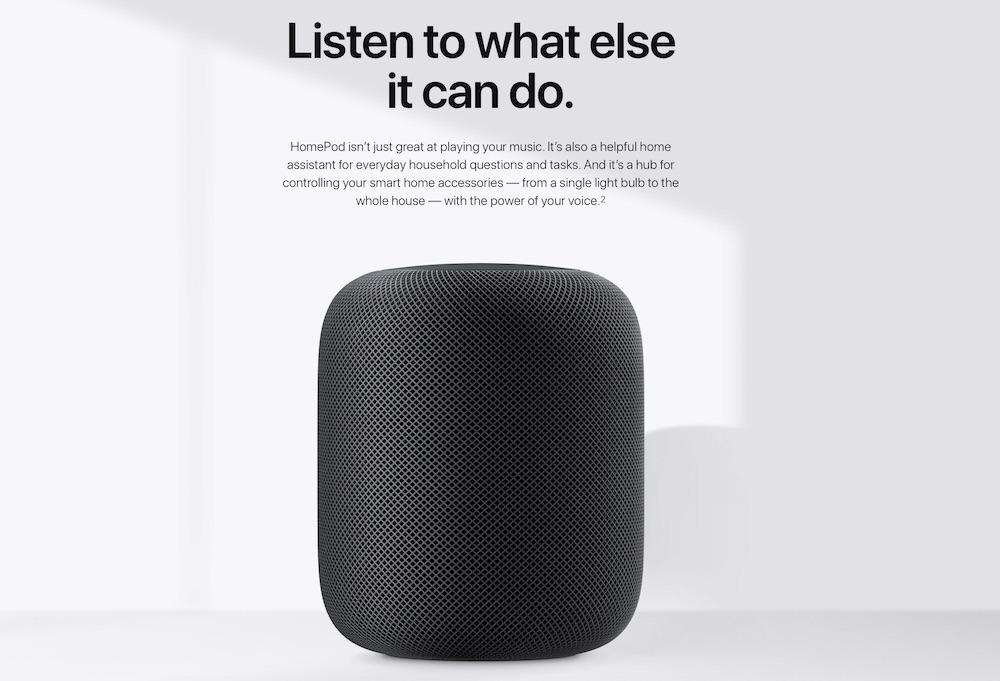 Listen to what else
it can do.
HomePod isn’t just great at playing your music. It’s also a helpful home
assistant for everyday household questions and tasks. And it’s a hub for
controlling your smart home accessories — from a single light bulb to the
whole house — with the power of your voice.²